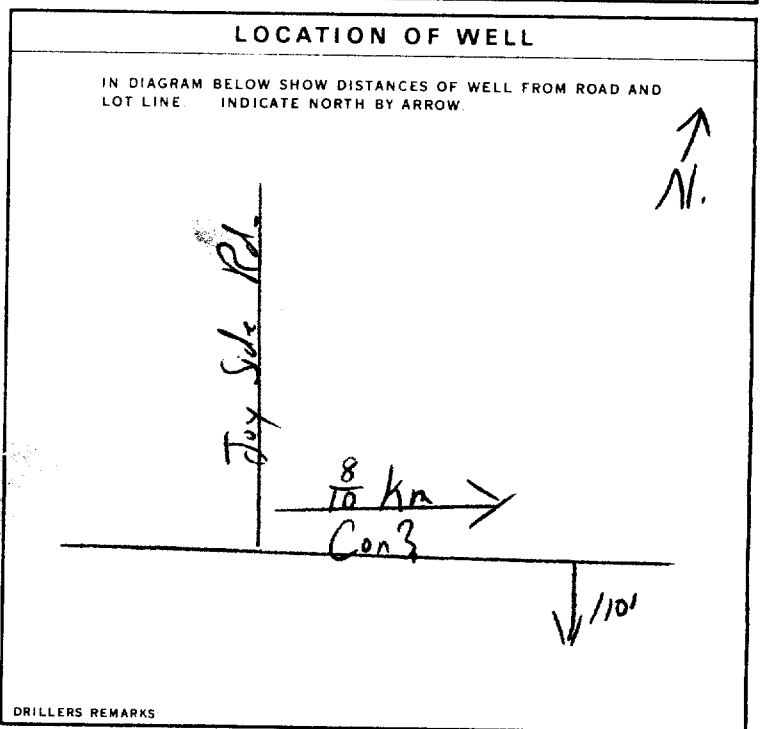 LOCATION OF WELL
IN DIAGRAM BELOW SHOW DISTANCES OF WELL FROM ROAD AND
LOT LINE. INDICATE NORTH BY ARROW.
N.
Joy Side Rd.
8/10 Km
Con 3
110'
DRILLERS REMARKS